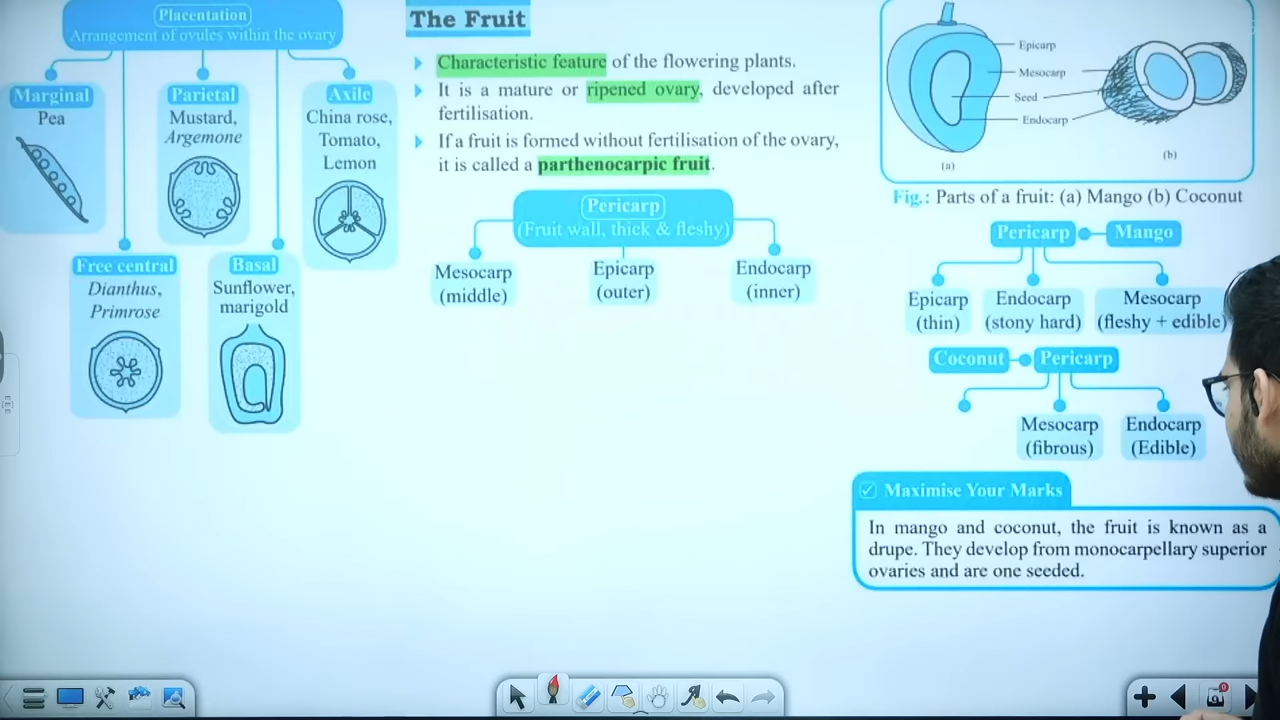 Placentation
Arrangement of ovules within the ovary
Marginal
Pea
Parietal
Mustard,
Argemone
Axile
China rose,
Tomato,
Lemon
Free central
Dianthus,
Primrose
Basal
Sunflower,
marigold
The Fruit
Characteristic feature of the flowering plants.
It is a mature or ripened ovary, developed after
fertilisation.
If a fruit is formed without fertilisation of the ovary,
it is called a parthenocarpic fruit.
Pericarp
(Fruit wall, thick & fleshy)
Mesocarp
(middle)
Epicarp
(outer)
Endocarp
(inner)
Epicarp
Mesocarp
Seed
Endocarp
(a)
(b)
Fig.: Parts of a fruit: (a) Mango (b) Coconut
Pericarp
Mango
Epicarp
(thin)
Endocarp
(stony hard)
Mesocarp
(fleshy + edible)
Coconut
Pericarp
Mesocarp
(fibrous)
Endocarp
(Edible)
Maximise Your Marks
In mango and coconut, the fruit is known as a
drupe. They develop from monocarpellary superior
ovaries and are one seeded.